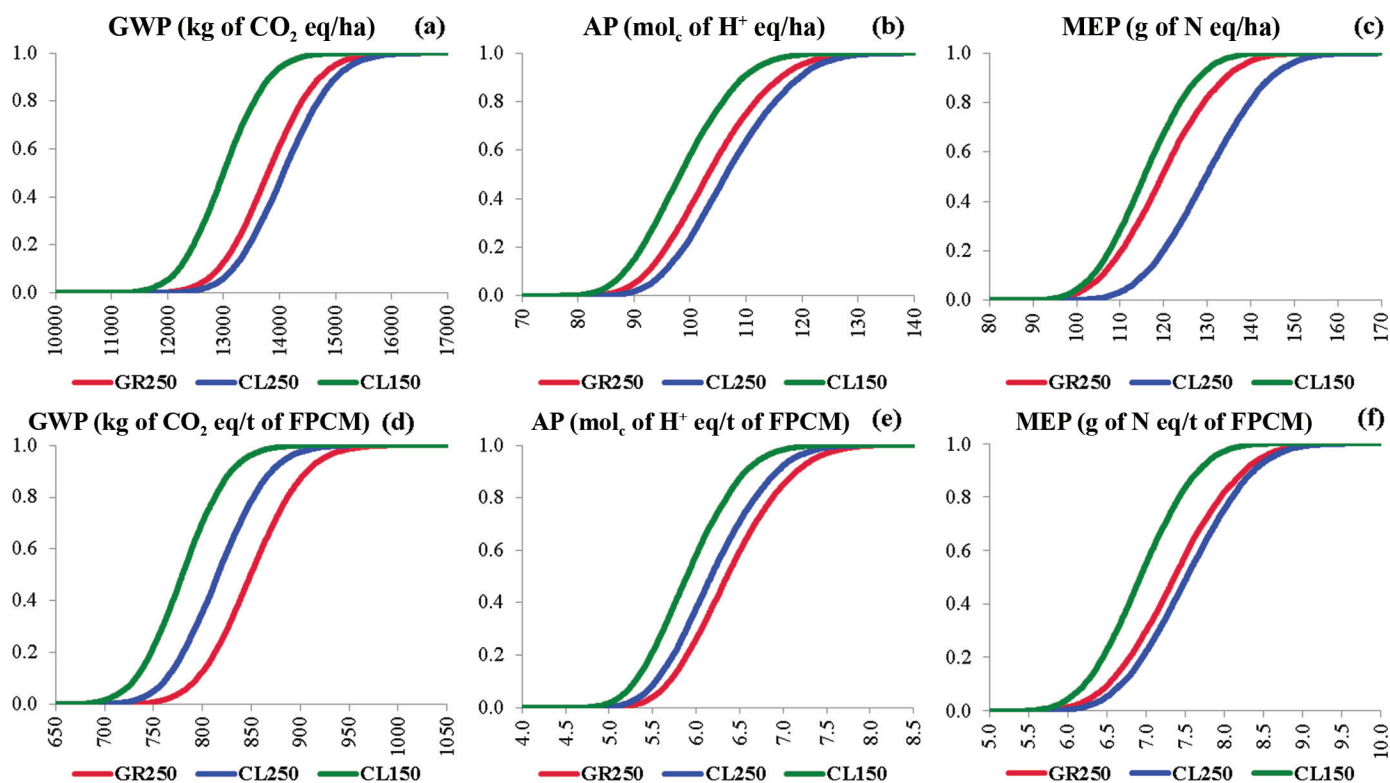 GWP (kg of CO₂ eq/ha) (a)
1.0
0.8
0.6
0.4
0.2
0.0
10000 11000 12000 13000 14000 15000 16000 17000
GR250 CL250 CL150
AP (mol_c of H⁺ eq/ha) (b)
1.0
0.8
0.6
0.4
0.2
0.0
70 80 90 100 110 120 130 140
GR250 CL250 CL150
MEP (g of N eq/ha) (c)
1.0
0.8
0.6
0.4
0.2
0.0
80 90 100 110 120 130 140 150 160 170
GR250 CL250 CL150
GWP (kg of CO₂ eq/t of FPCM) (d)
1.0
0.8
0.6
0.4
0.2
0.0
650 700 750 800 850 900 950 1000 1050
GR250 CL250 CL150
AP (mol_c of H⁺ eq/t of FPCM) (e)
1.0
0.8
0.6
0.4
0.2
0.0
4.0 4.5 5.0 5.5 6.0 6.5 7.0 7.5 8.0 8.5
GR250 CL250 CL150
MEP (g of N eq/t of FPCM) (f)
1.0
0.8
0.6
0.4
0.2
0.0
5.0 5.5 6.0 6.5 7.0 7.5 8.0 8.5 9.0 9.5 10.0
GR250 CL250 CL150